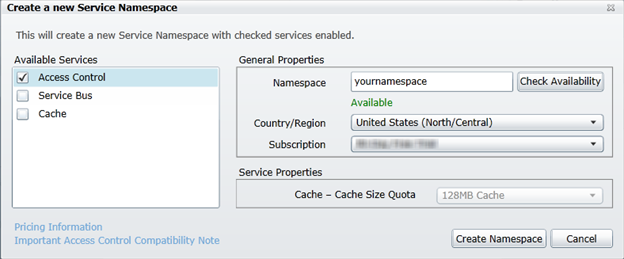 Create a new Service Namespace
This will create a new Service Namespace with checked services enabled.
Available Services
Access Control
Service Bus
Cache
General Properties
Namespace yournamespace Check Availability
Available
Country/Region United States (North/Central)
Subscription
Service Properties
Cache – Cache Size Quota 128MB Cache
Pricing Information
Important Access Control Compatibility Note
Create Namespace Cancel